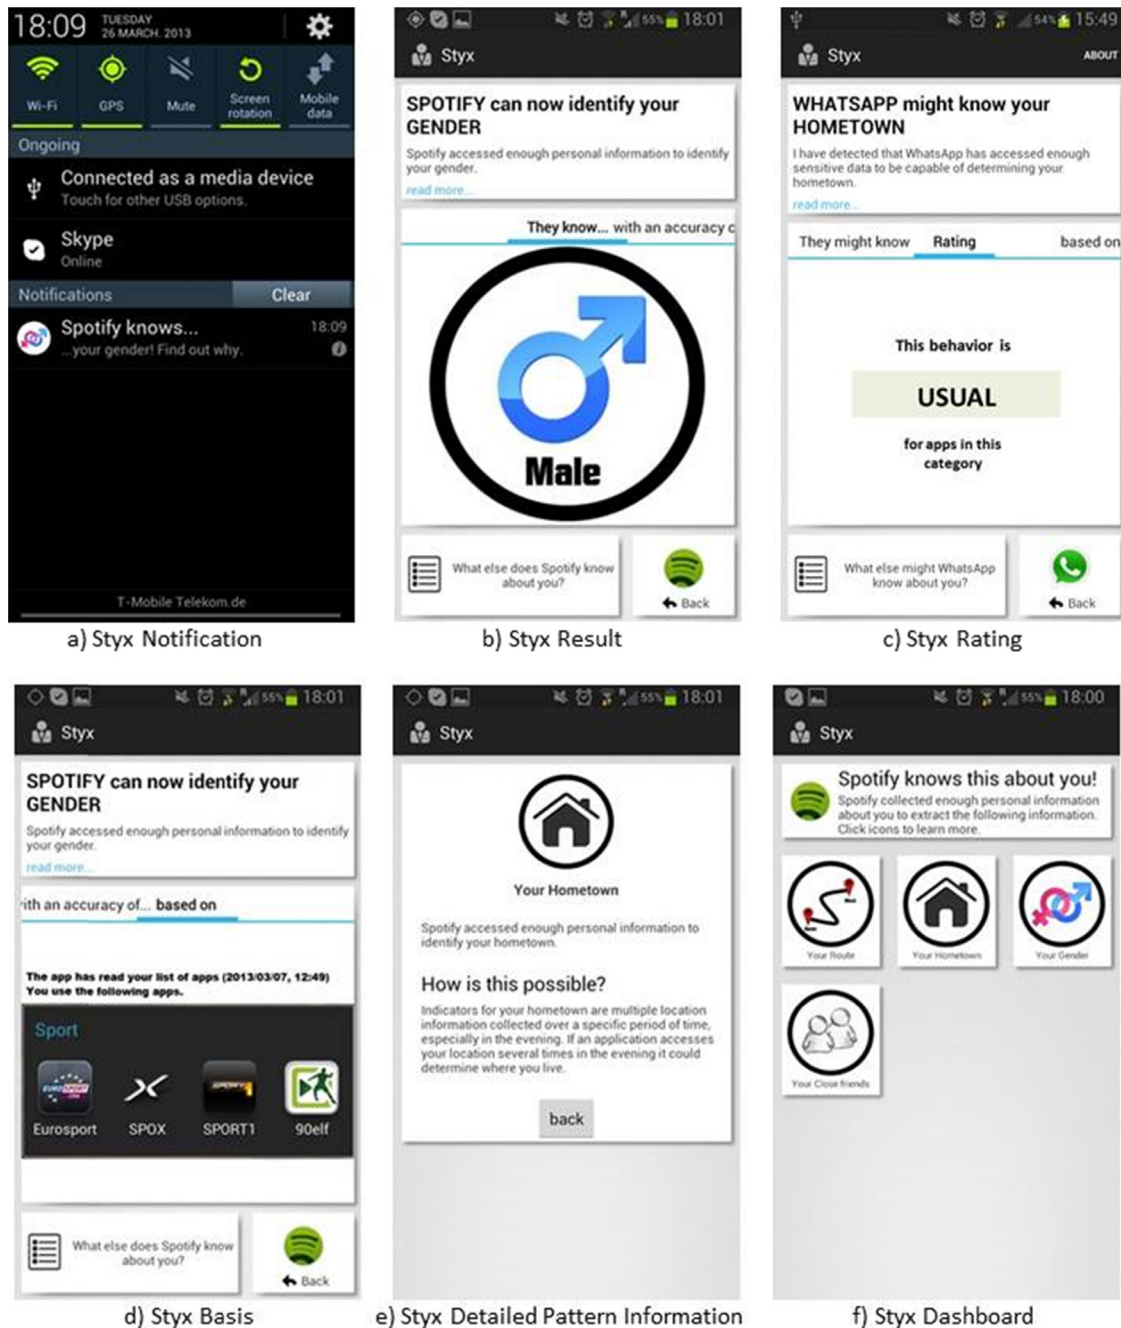 18:09 TUESDAY
26 MARCH. 2013
Wi-Fi GPS Mute Screen rotation Mobile data
Ongoing
Connected as a media device
Touch for other USB options.
Skype
Online
Notifications Clear
Spotify knows... 18:09
...your gender! Find out why.
T-Mobile Telekom.de
a) Styx Notification
55% 18:01
Styx
SPOTIFY can now identify your
GENDER
Spotify accessed enough personal information to identify
your gender.
read more...
They know... with an accuracy o
Male
What else does Spotify know
about you?
Back
b) Styx Result
54% 15:49
Styx ABOUT
WHATSAPP might know your
HOMETOWN
I have detected that WhatsApp has accessed enough
sensitive data to be capable of determining your
hometown.
read more...
They might know Rating based on
This behavior is
USUAL
for apps in this
category
What else might WhatsApp
know about you?
Back
c) Styx Rating
55% 18:01
Styx
SPOTIFY can now identify your
GENDER
Spotify accessed enough personal information to identify
your gender.
read more...
ith an accuracy of... based on
The app has read your list of apps (2013/03/07, 12:49)
You use the following apps.
Sport
EUROSPORT
Eurosport SPOX SPORT1 90elf
What else does Spotify know
about you?
Back
d) Styx Basis
55% 18:01
Styx
Your Hometown
Spotify accessed enough personal information to
identify your hometown.
How is this possible?
Indicators for your hometown are multiple location
information collected over a specific period of time,
especially in the evening. If an application accesses
your location several times in the evening it could
determine where you live.
back
e) Styx Detailed Pattern Information
55% 18:00
Styx
Spotify knows this about you!
Spotify collected enough personal information
about you to extract the following information.
Click icons to learn more.
Your Route Your Hometown Your Gender
Your Close friends
f) Styx Dashboard